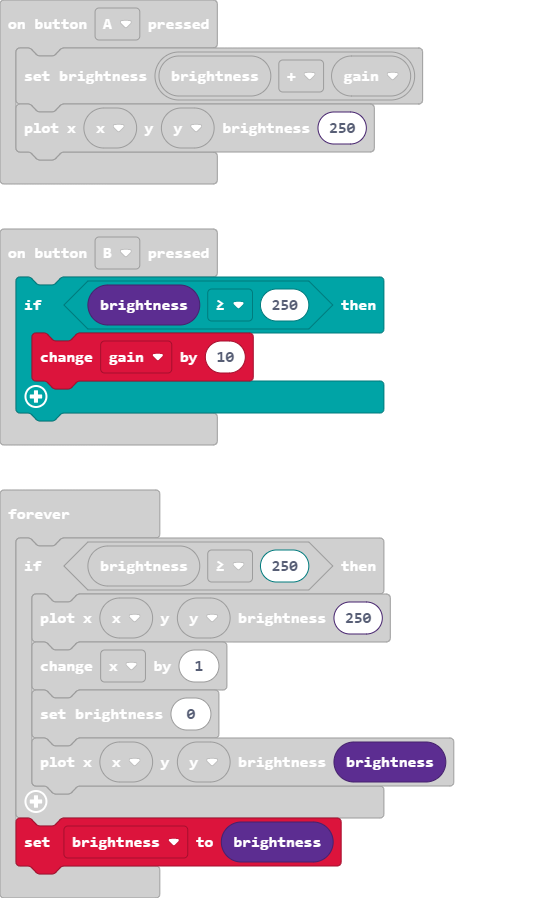 on button A pressed
set brightness brightness + gain
plot x x y y brightness 250
on button B pressed
if brightness ≥ 250 then
change gain by 10
forever
if brightness ≥ 250 then
plot x x y y brightness 250
change x by 1
set brightness 0
plot x x y y brightness brightness
set brightness to brightness